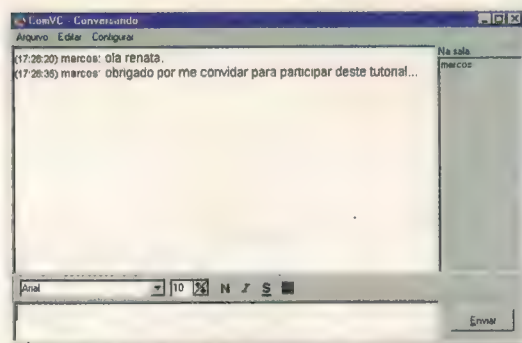 ComVC - Conversando
Arquivo Editar Configurar
(17:28:20) marcos: ola renata.
(17:28:35) marcos: obrigado por me convidar para participar deste tutorial...
Na sala
marcos
Arial 10 N I S
Enviar